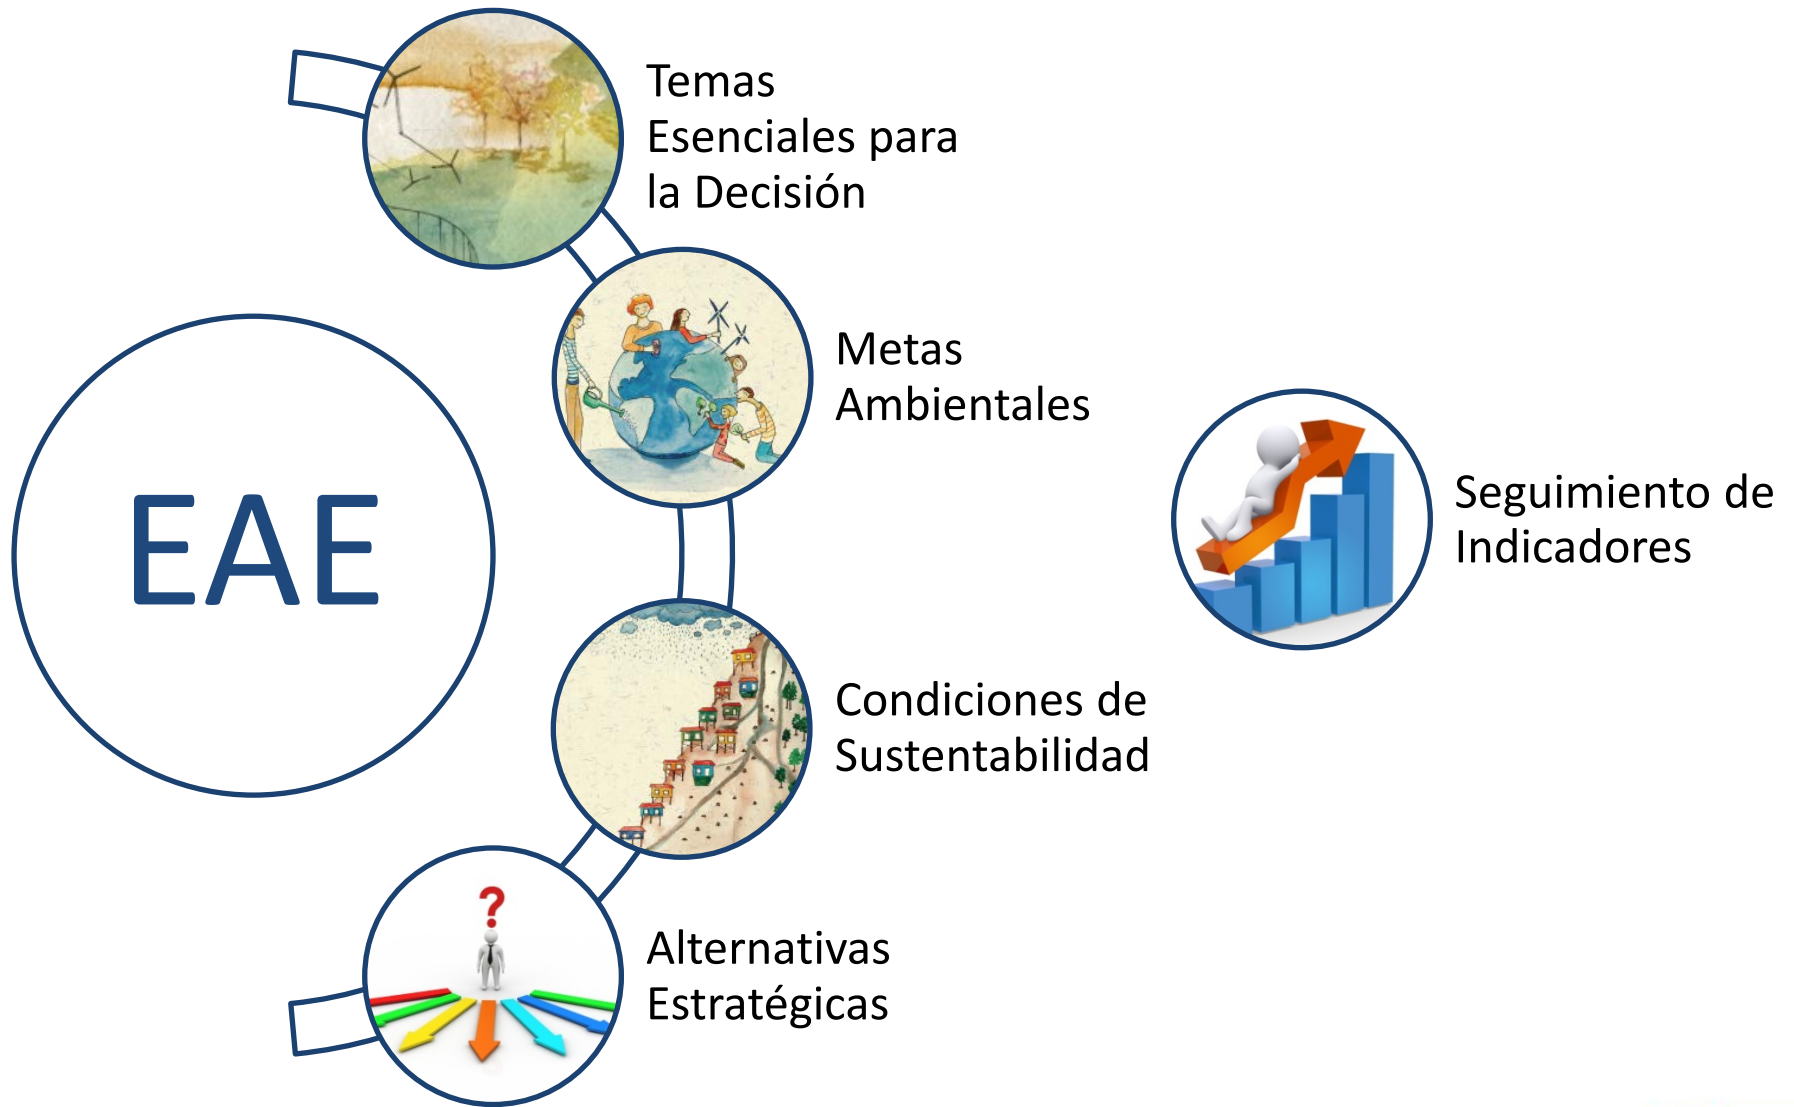 Temas
Esenciales para
la Decisión
Metas
Ambientales
EAE
Seguimiento de
Indicadores
Condiciones de
Sustentabilidad
?
Alternativas
Estratégicas